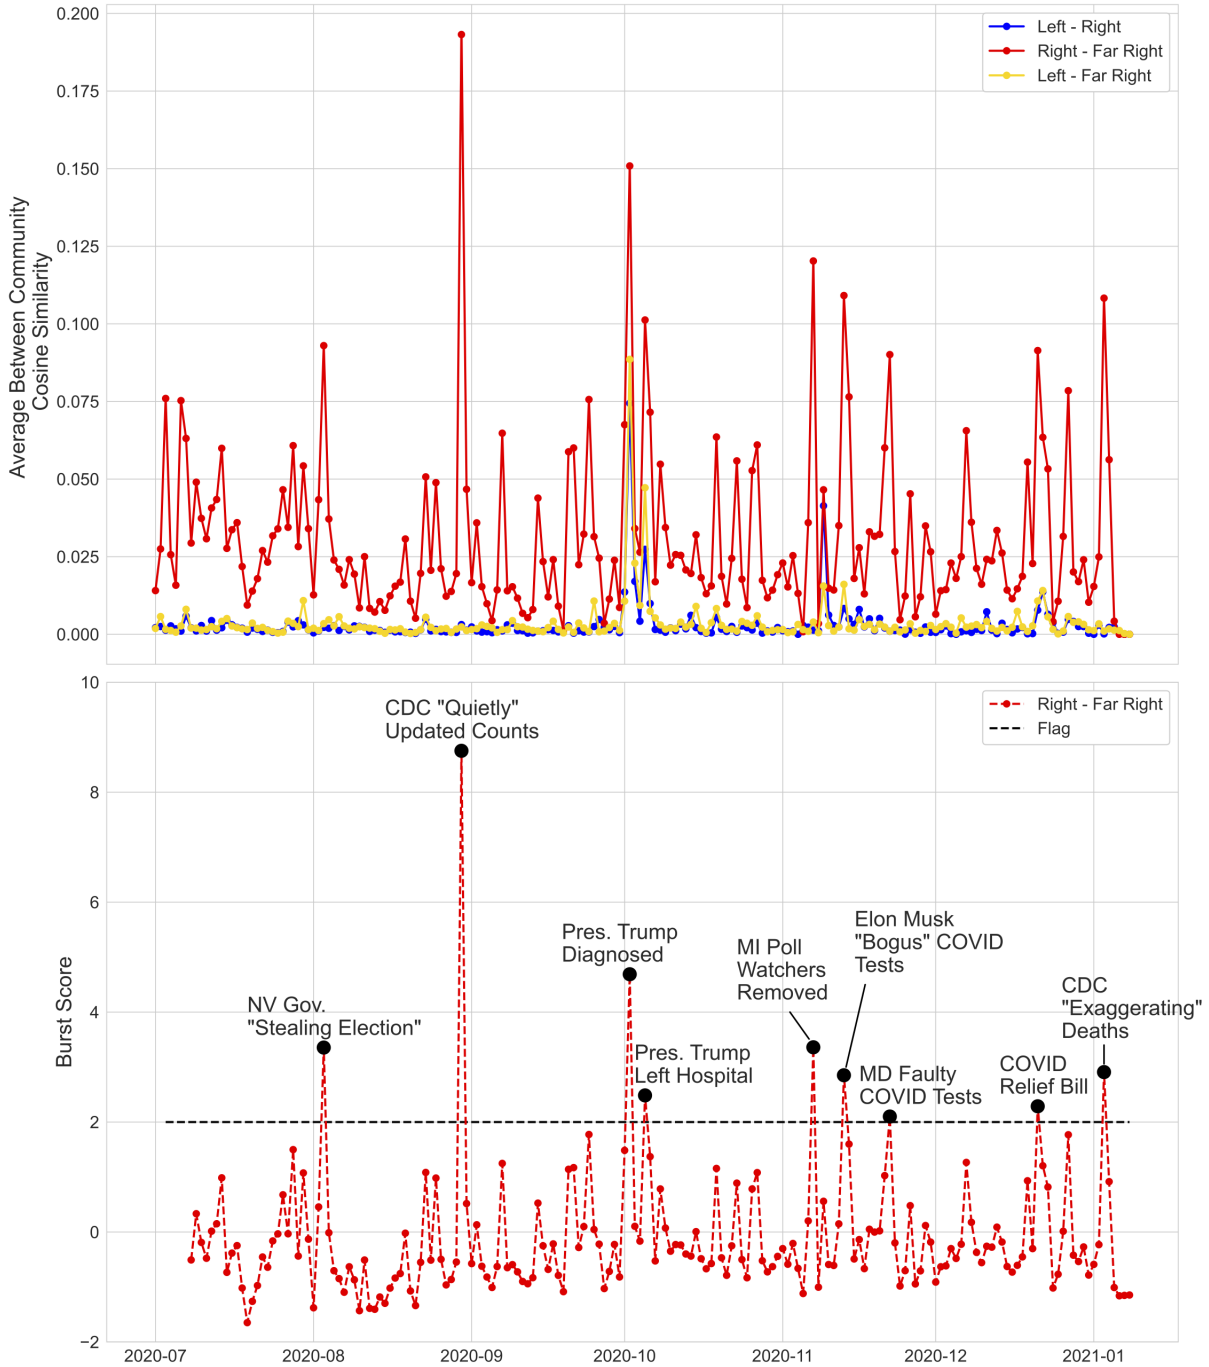 0.200
0.175
0.150
0.125
0.100
0.075
0.050
0.025
0.000
Average Between Community
Cosine Similarity
Left - Right
Right - Far Right
Left - Far Right
10
8
6
4
2
0
−2
Burst Score
Right - Far Right
Flag
CDC "Quietly"
Updated Counts
Pres. Trump
Diagnosed
NV Gov.
"Stealing Election"
Pres. Trump
Left Hospital
MI Poll
Watchers
Removed
Elon Musk
"Bogus" COVID
Tests
MD Faulty
COVID Tests
COVID
Relief Bill
CDC
"Exaggerating"
Deaths
2020-07
2020-08
2020-09
2020-10
2020-11
2020-12
2021-01